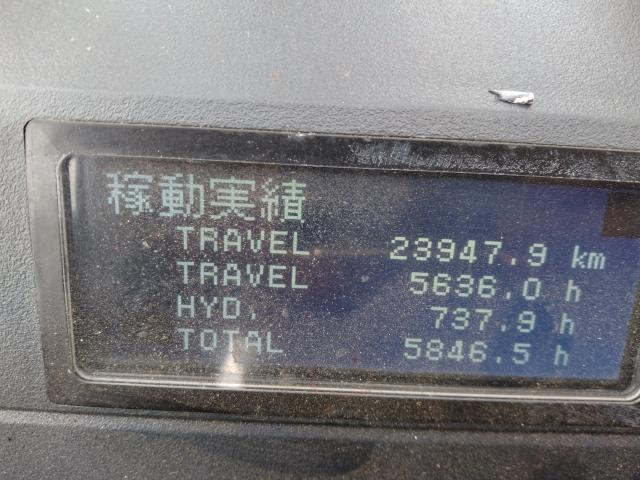 稼動実績
TRAVEL 23947.9 km
TRAVEL 5636.0 h
HYD. 737.9 h
TOTAL 5846.5 h